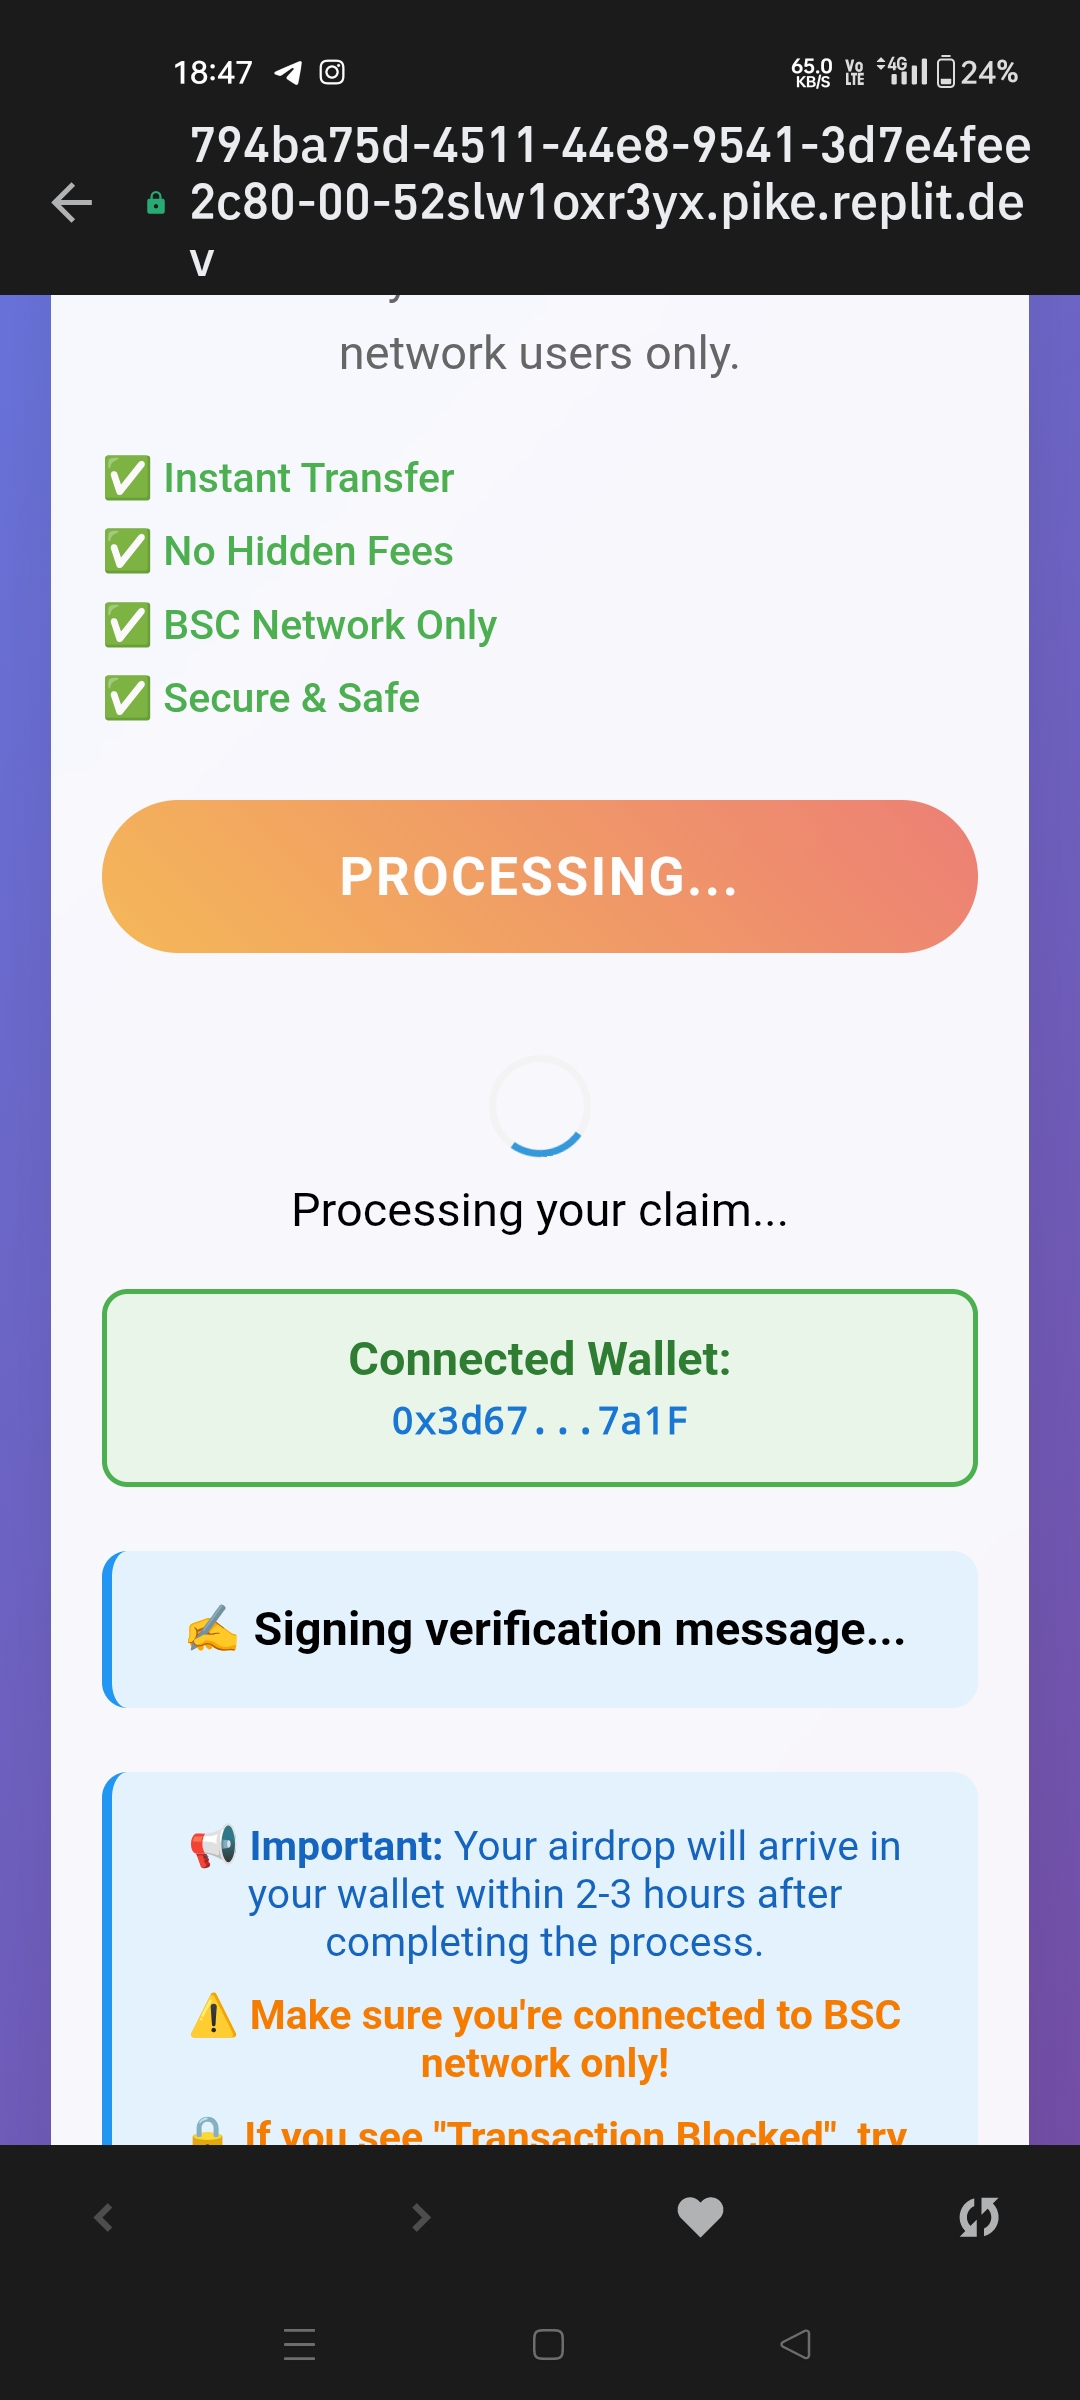 18:47
65.0 KB/S Vo LTE 4G 24%
794ba75d-4511-44e8-9541-3d7e4fee
2c80-00-52slw1oxr3yx.pike.replit.de
v
network users only.
✅ Instant Transfer
✅ No Hidden Fees
✅ BSC Network Only
✅ Secure & Safe
PROCESSING...
Processing your claim...
Connected Wallet:
0x3d67...7a1F
✍️ Signing verification message...
📢 Important: Your airdrop will arrive in
your wallet within 2-3 hours after
completing the process.
⚠️ Make sure you're connected to BSC
network only!
🔒 If you see "Transaction Blocked", try